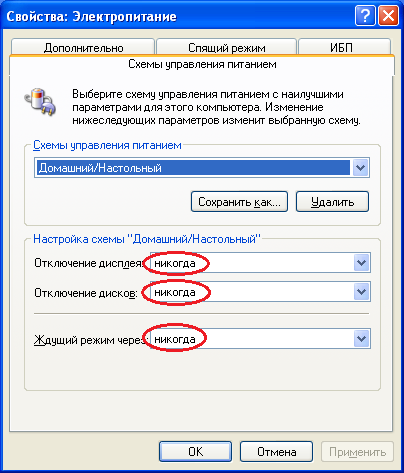 Свойства: Электропитание
Дополнительно
Спящий режим
ИБП
Схемы управления питанием
Выберите схему управления питанием с наилучшими
параметрами для этого компьютера. Изменение
нижеследующих параметров изменит выбранную схему.
Схемы управления питанием
Домашний/Настольный
Сохранить как...
Удалить
Настройка схемы "Домашний/Настольный"
Отключение дисплея: никогда
Отключение дисков: никогда
Ждущий режим через: никогда
ОК
Отмена
Применить